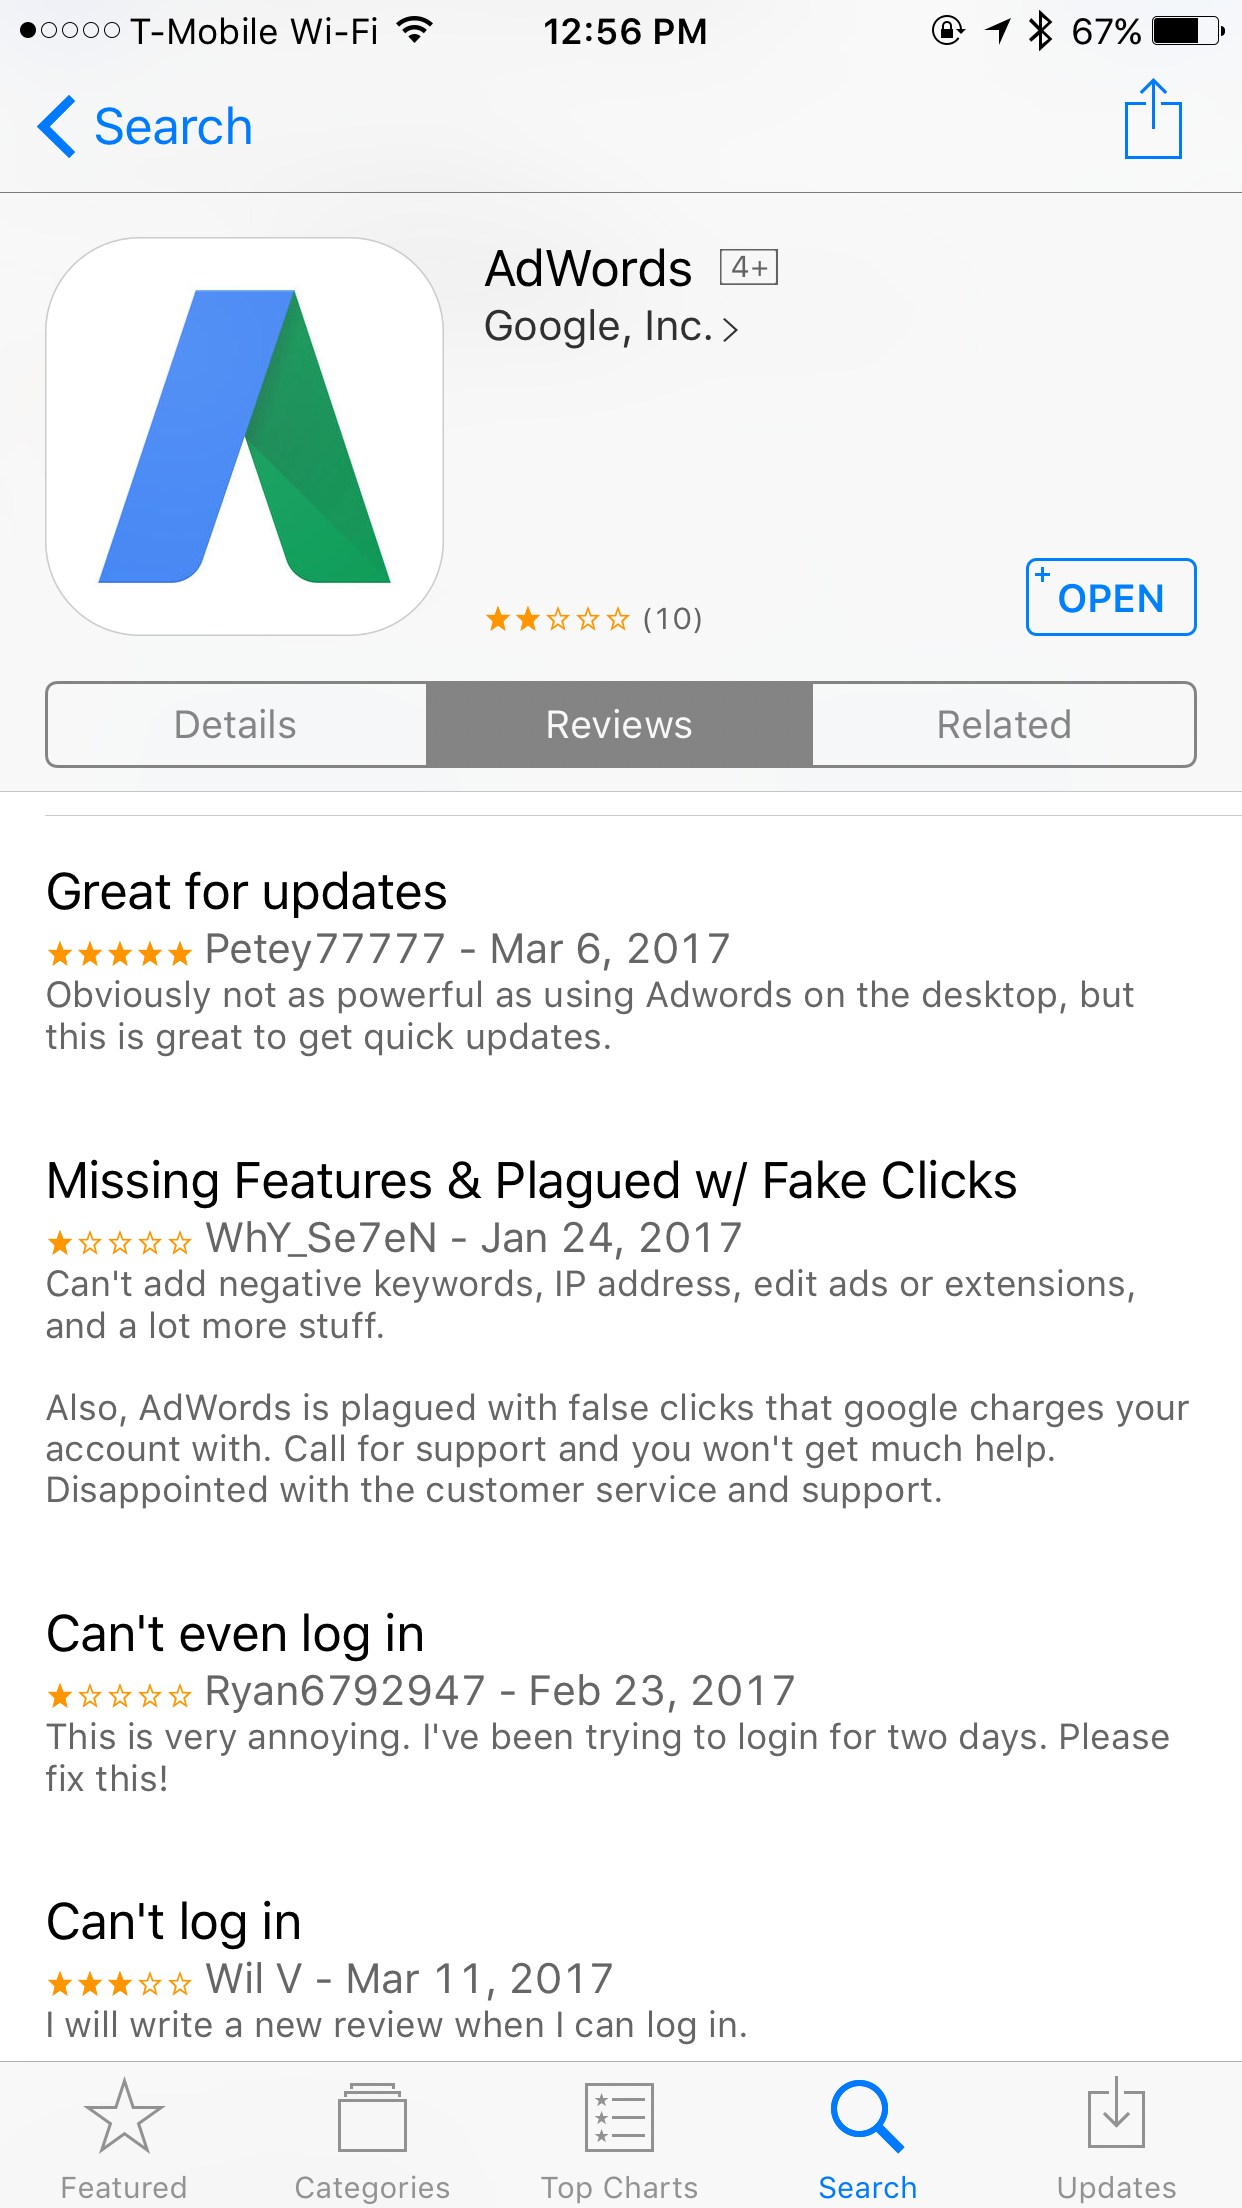 T-Mobile Wi-Fi 12:56 PM 67%
Search
AdWords 4+
Google, Inc.
(10)
+ OPEN
Details Reviews Related
Great for updates
Petey77777 - Mar 6, 2017
Obviously not as powerful as using Adwords on the desktop, but
this is great to get quick updates.
Missing Features & Plagued w/ Fake Clicks
WhY_Se7eN - Jan 24, 2017
Can't add negative keywords, IP address, edit ads or extensions,
and a lot more stuff.
Also, AdWords is plagued with false clicks that google charges your
account with. Call for support and you won't get much help.
Disappointed with the customer service and support.
Can't even log in
Ryan6792947 - Feb 23, 2017
This is very annoying. I've been trying to login for two days. Please
fix this!
Can't log in
Wil V - Mar 11, 2017
I will write a new review when I can log in.
Featured Categories Top Charts Search Updates